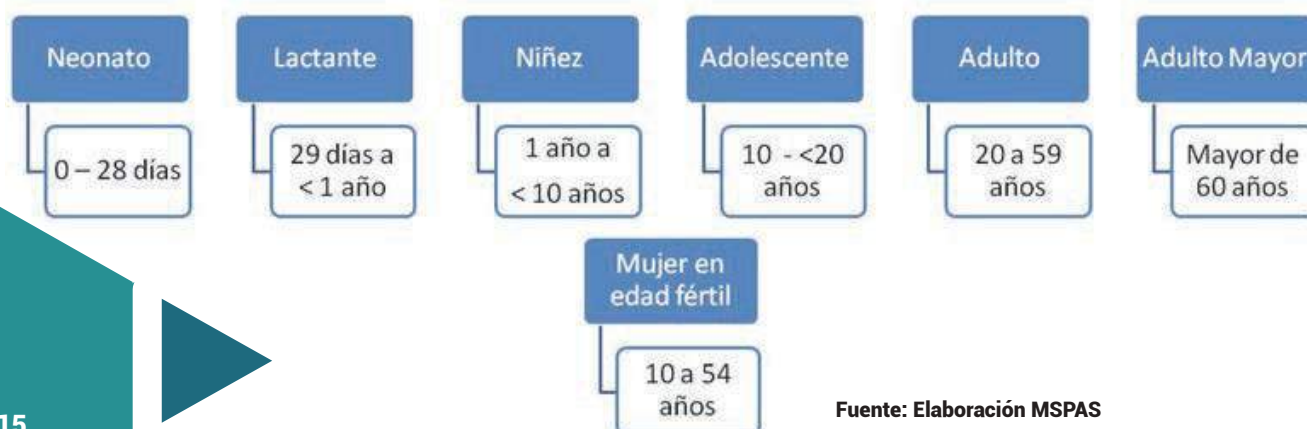 Neonato
0 – 28 días
Lactante
29 días a
< 1 año
Niñez
1 año a
< 10 años
Adolescente
10 - <20
años
Adulto
20 a 59
años
Adulto Mayor
Mayor de
60 años
Mujer en
edad fértil
10 a 54
años
Fuente: Elaboración MSPAS
15